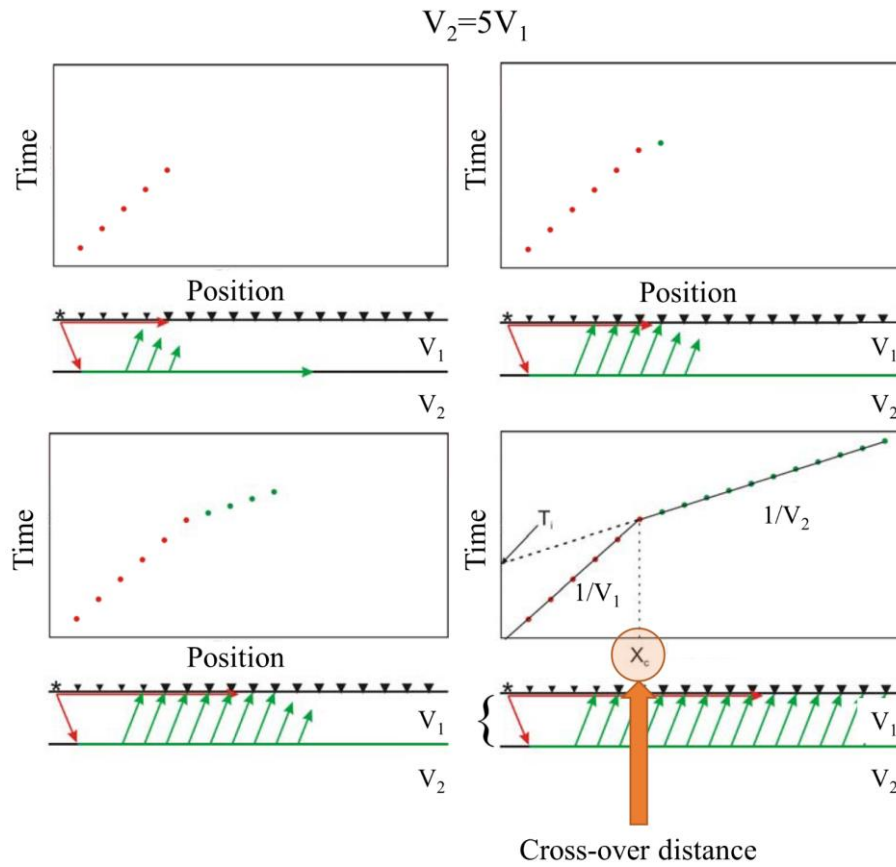 V₂=5V₁
Time
Position
*
V₁
V₂
Time
Position
*
V₁
V₂
Time
Position
*
V₁
V₂
Time
Tᵢ
1/V₁
1/V₂
X꜀
*
{
V₁
V₂
Cross-over distance